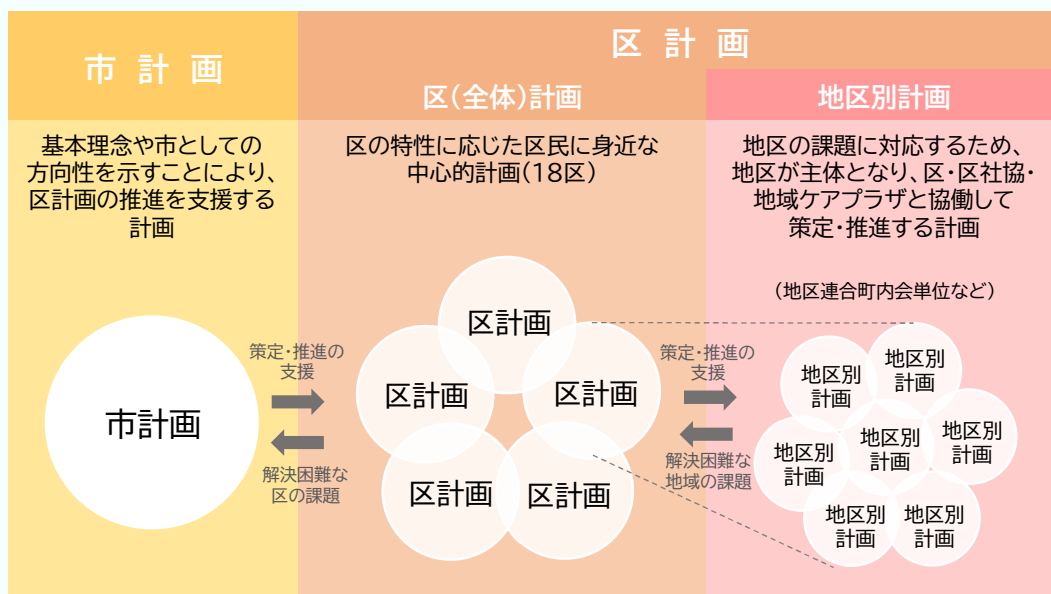 市計画
区計画
区(全体)計画
地区別計画
基本理念や市としての
方向性を示すことにより、
区計画の推進を支援する
計画
区の特性に応じた区民に身近な
中心的計画(18区)
地区の課題に対応するため、
地区が主体となり、区・区社協・
地域ケアプラザと協働して
策定・推進する計画
(地区連合町内会単位など)
市計画
策定・推進の
支援
解決困難な
区の課題
区計画
区計画
区計画
区計画
区計画
策定・推進の
支援
解決困難な
地域の課題
地区別
計画
地区別
計画
地区別
計画
地区別
計画
地区別
計画
地区別
計画
地区別
計画